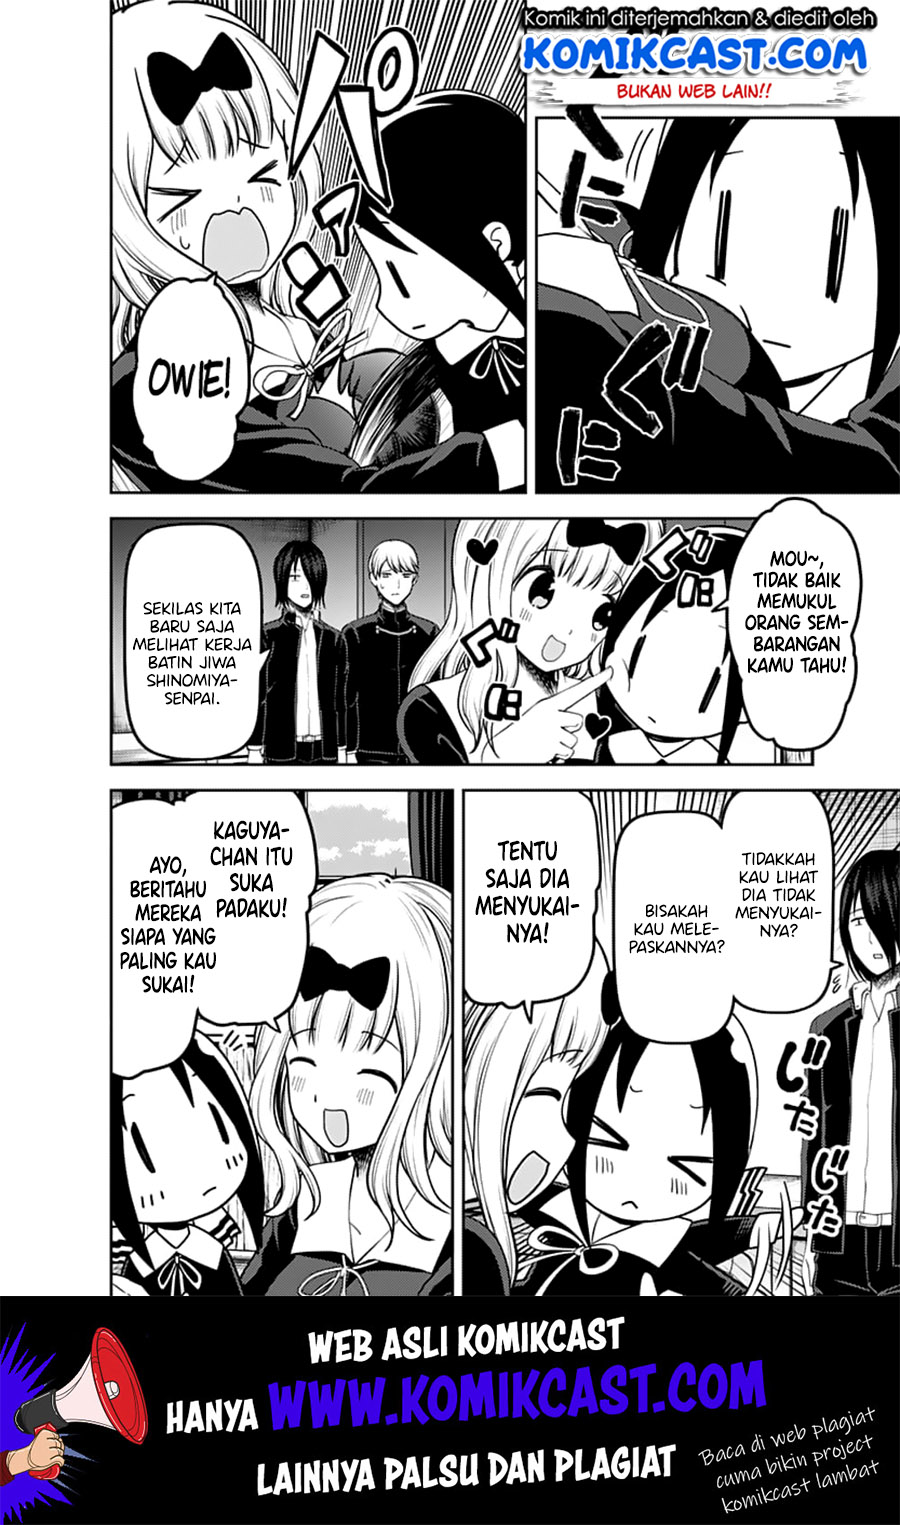 Komik ini diterjemahkan & diedit oleh
KOMIKCAST.COM
BUKAN WEB LAIN!!
OWIE!
MOU~,
TIDAK BAIK
MEMUKUL
ORANG SEM-
BARANGAN
KAMU TAHU!
SEKILAS KITA
BARU SAJA
MELIHAT KERJA
BATIN JIWA
SHINOMIYA-
SENPAI.
TIDAKKAH
KAU LIHAT
DIA TIDAK
MENYUKAI-
NYA?
BISAKAH
KAU MELE-
PASKANNYA?
TENTU
SAJA DIA
MENYUKAI-
NYA!
じた
じた
KAGUYA-
CHAN ITU
SUKA
PADAKU!
AYO,
BERITAHU
MEREKA
SIAPA YANG
PALING KAU
SUKAI!
WEB ASLI KOMIKCAST
HANYA WWW.KOMIKCAST.COM
LAINNYA PALSU DAN PLAGIAT
Baca di web plagiat
cuma bikin project
komikcast lambat